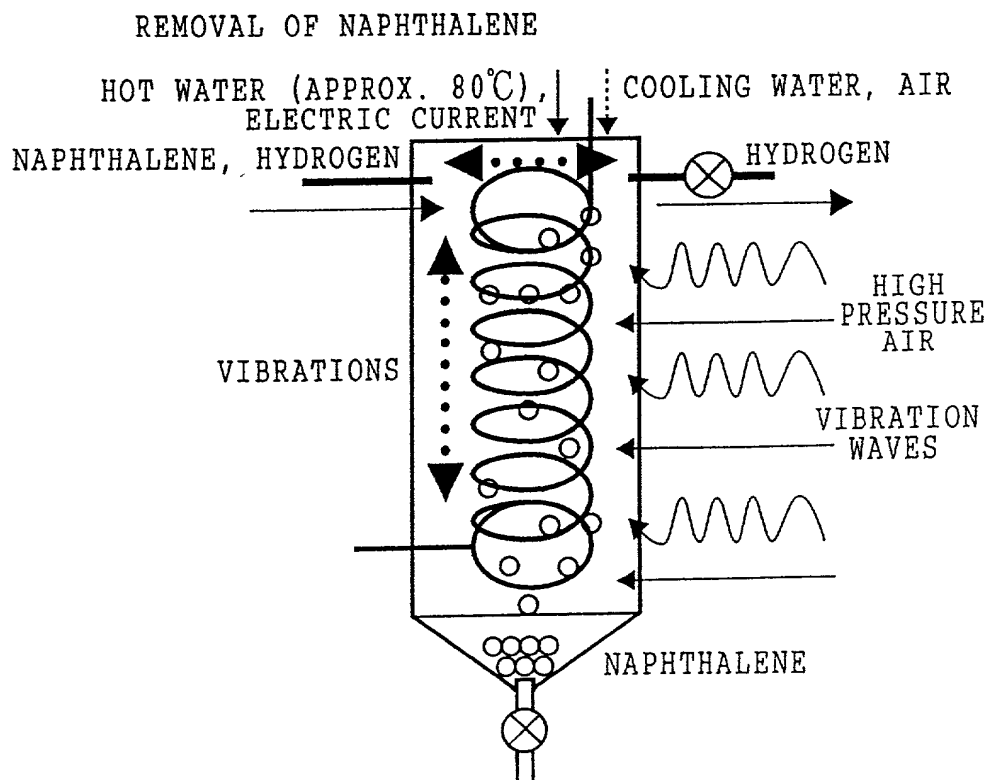 REMOVAL OF NAPHTHALENE
HOT WATER (APPROX. 80℃),
ELECTRIC CURRENT
COOLING WATER, AIR
NAPHTHALENE, HYDROGEN
HYDROGEN
HIGH
PRESSURE
AIR
VIBRATIONS
VIBRATION
WAVES
NAPHTHALENE